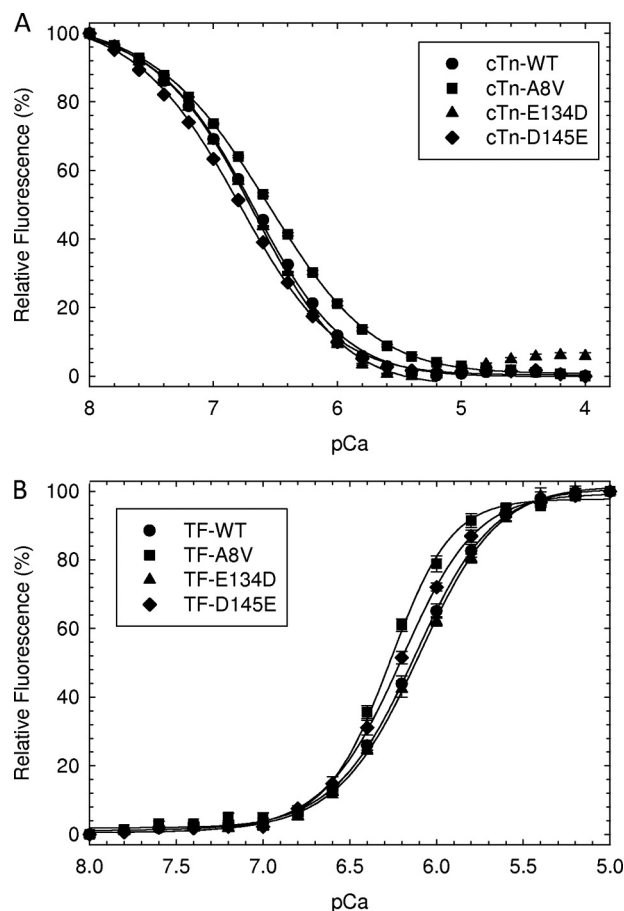 A
100
80
60
40
20
0
Relative Fluorescence (%)
cTn-WT
cTn-A8V
cTn-E134D
cTn-D145E
8
7
6
5
4
pCa
B
100
80
60
40
20
0
Relative Fluorescence (%)
TF-WT
TF-A8V
TF-E134D
TF-D145E
8.0
7.5
7.0
6.5
6.0
5.5
5.0
pCa